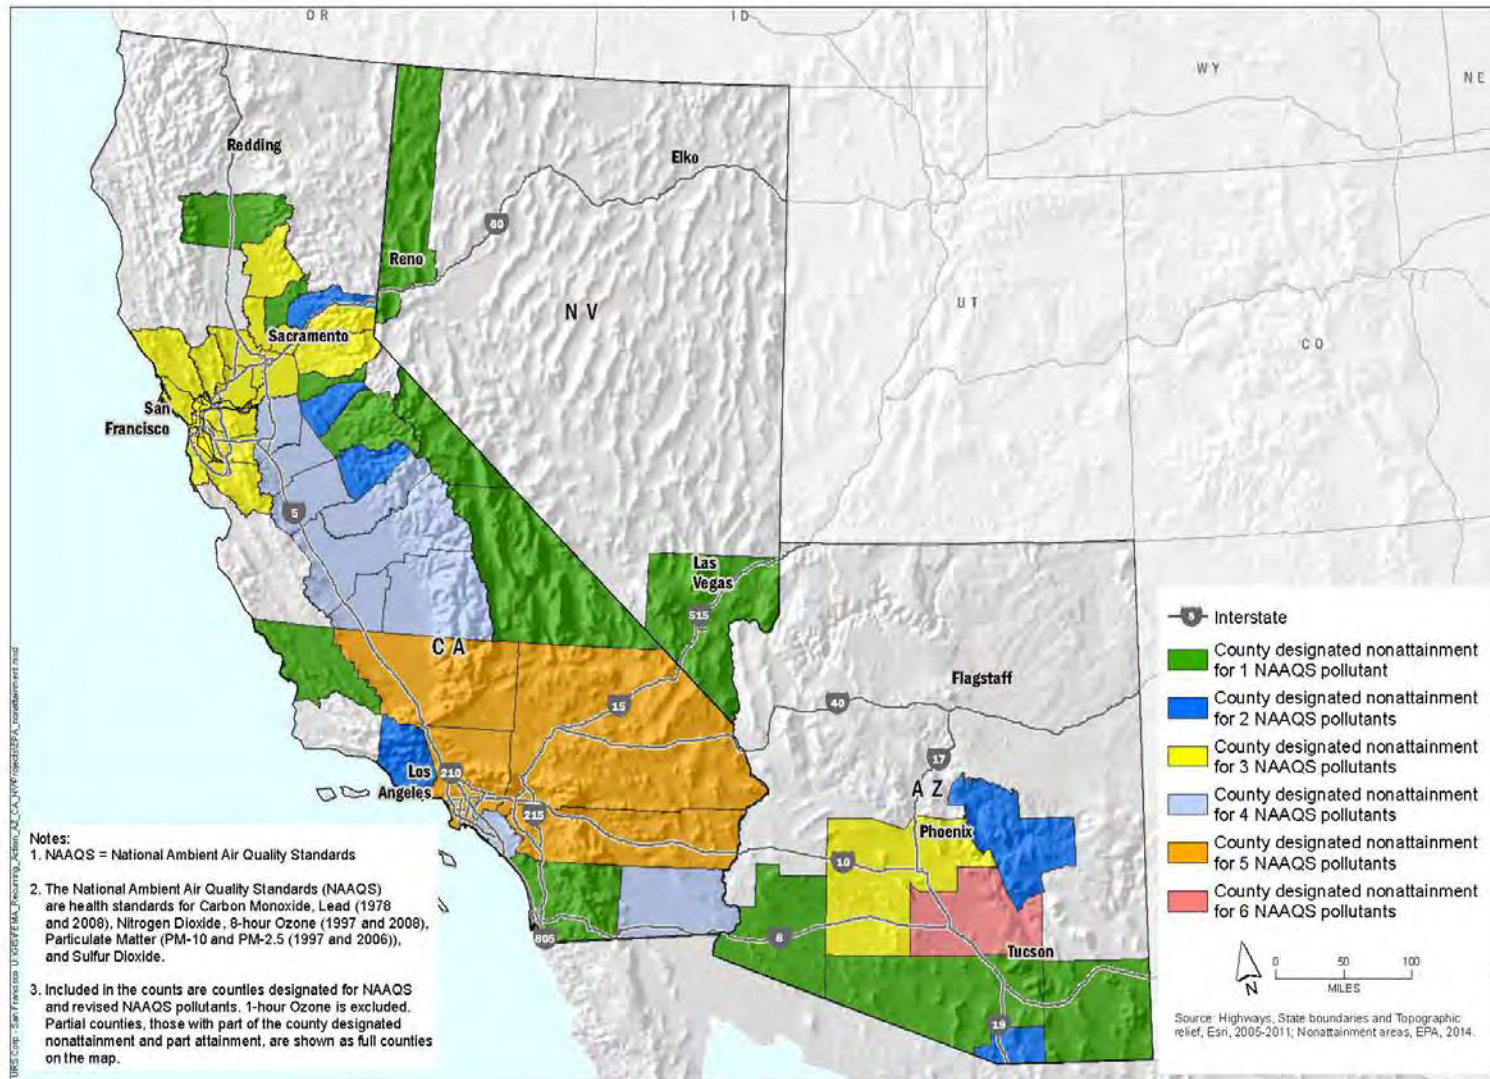 OR
ID
WY
NE
Redding
Elko
60
Reno
NV
UT
CO
Sacramento
San
Francisco
5
Las
Vegas
515
CA
Flagstaff
15
40
17
AZ
Los
Angeles
210
215
Phoenix
10
8
805
Tucson
19
Interstate
County designated nonattainment
for 1 NAAQS pollutant
County designated nonattainment
for 2 NAAQS pollutants
County designated nonattainment
for 3 NAAQS pollutants
County designated nonattainment
for 4 NAAQS pollutants
County designated nonattainment
for 5 NAAQS pollutants
County designated nonattainment
for 6 NAAQS pollutants
N
0 50 100
MILES
Source: Highways, State boundaries and Topographic
relief, Esri, 2005-2011; Nonattainment areas, EPA, 2014.
Notes:
1. NAAQS = National Ambient Air Quality Standards
2. The National Ambient Air Quality Standards (NAAQS)
are health standards for Carbon Monoxide, Lead (1978
and 2008), Nitrogen Dioxide, 8-hour Ozone (1997 and 2008),
Particulate Matter (PM-10 and PM-2.5 (1997 and 2006)),
and Sulfur Dioxide.
3. Included in the counts are counties designated for NAAQS
and revised NAAQS pollutants. 1-hour Ozone is excluded.
Partial counties, those with part of the county designated
nonattainment and part attainment, are shown as full counties
on the map.